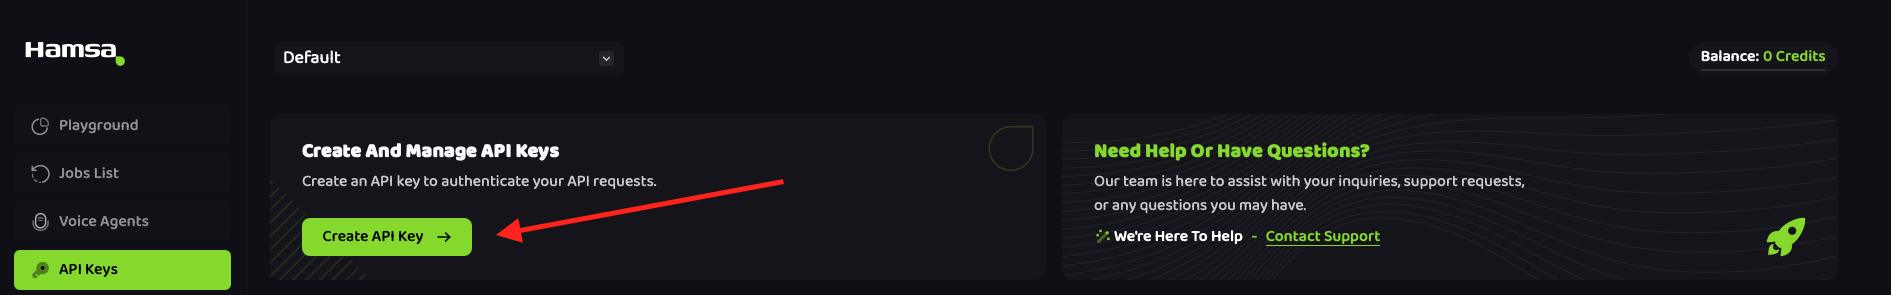 Hamsa
Default
Balance: 0 Credits
Playground
Jobs List
Voice Agents
API Keys
Create And Manage API Keys
Create an API key to authenticate your API requests.
Create API Key →
Need Help Or Have Questions?
Our team is here to assist with your inquiries, support requests,
or any questions you may have.
We're Here To Help - Contact Support